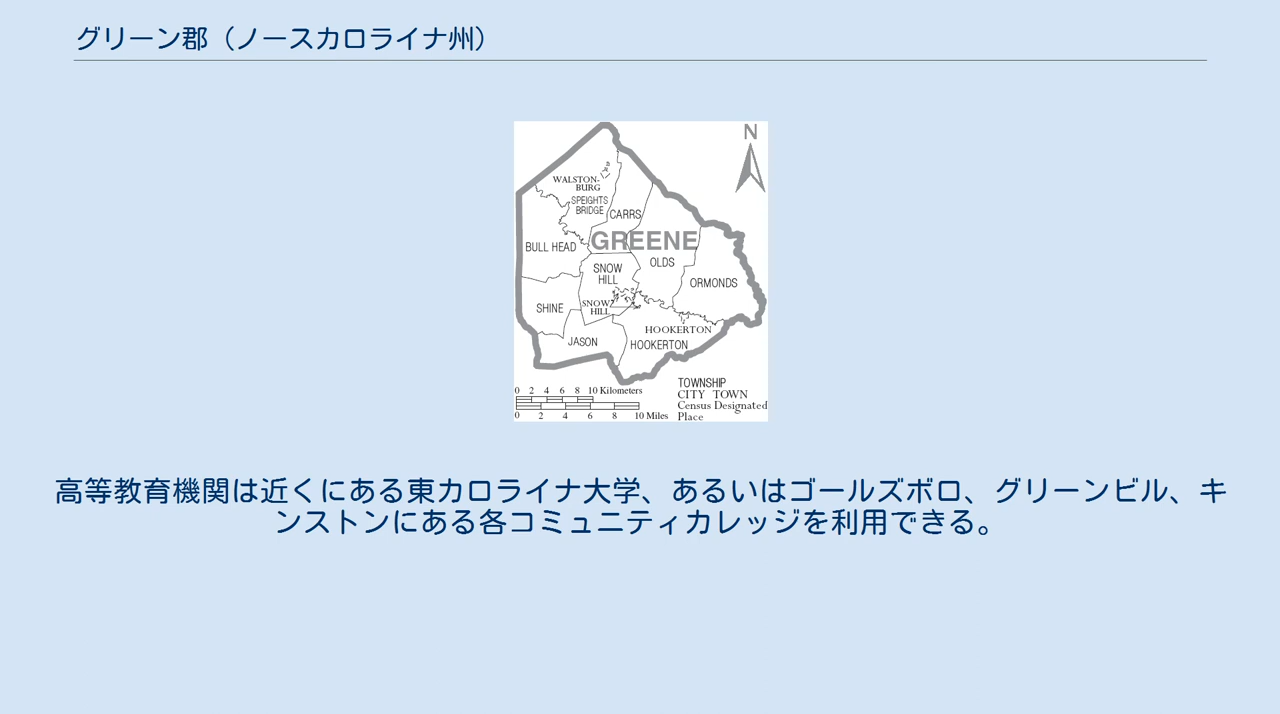 グリーン郡（ノースカロライナ州）
N
WALSTON-
BURG
SPEIGHTS
BRIDGE
CARRS
GREENE
BULL HEAD
OLDS
SNOW
HILL
ORMONDS
SNOW
HILL
SHINE
HOOKERTON
JASON
HOOKERTON
0 2 4 6 8 10 Kilometers
0 2 4 6 8 10 Miles
TOWNSHIP
CITY TOWN
Census Designated
Place
高等教育機関は近くにある東カロライナ大学、あるいはゴールズボロ、グリーンビル、キ
ンストンにある各コミュニティカレッジを利用できる。